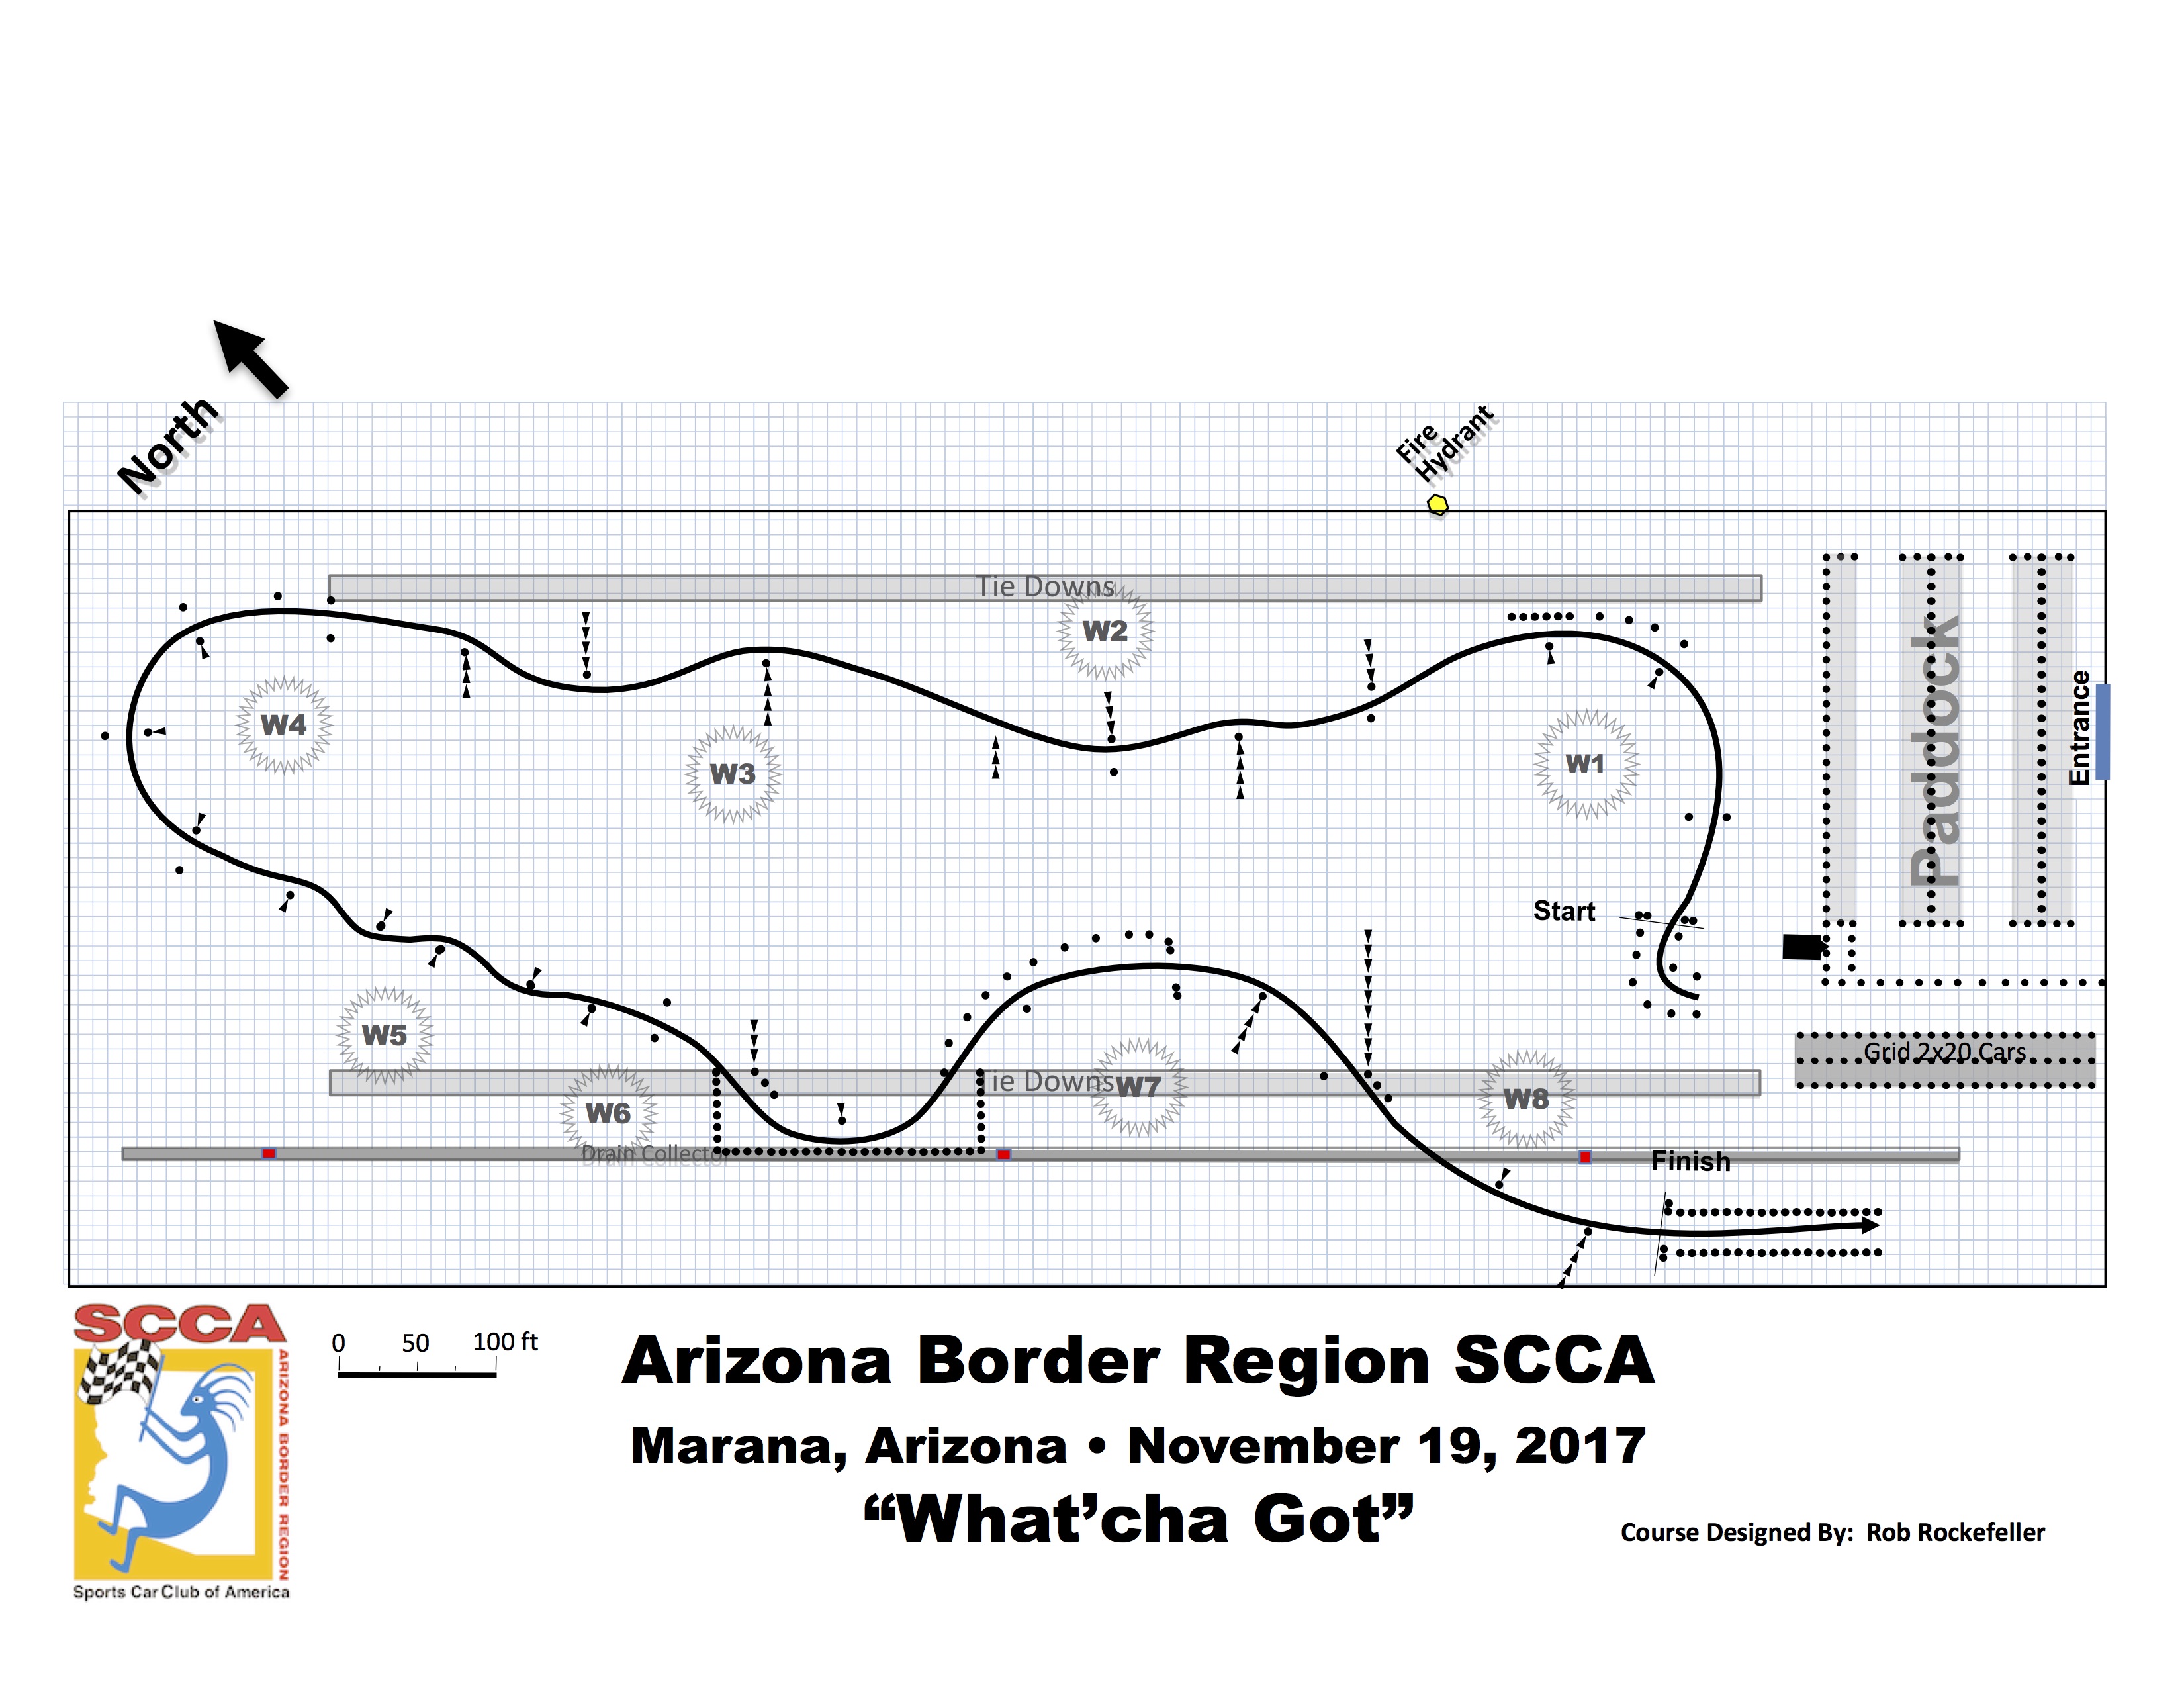 North
Fire
Hydrant
Tie Downs
W2
W4
W3
W1
Paddock
Entrance
Start
W5
Tie Downs
W7
W6
W8
Grid 2x20 Cars
Drain Collector
Finish
SCCA
ARIZONA BORDER REGION
Sports Car Club of America
0 50 100 ft
Arizona Border Region SCCA
Marana, Arizona • November 19, 2017
“What’cha Got”
Course Designed By: Rob Rockefeller